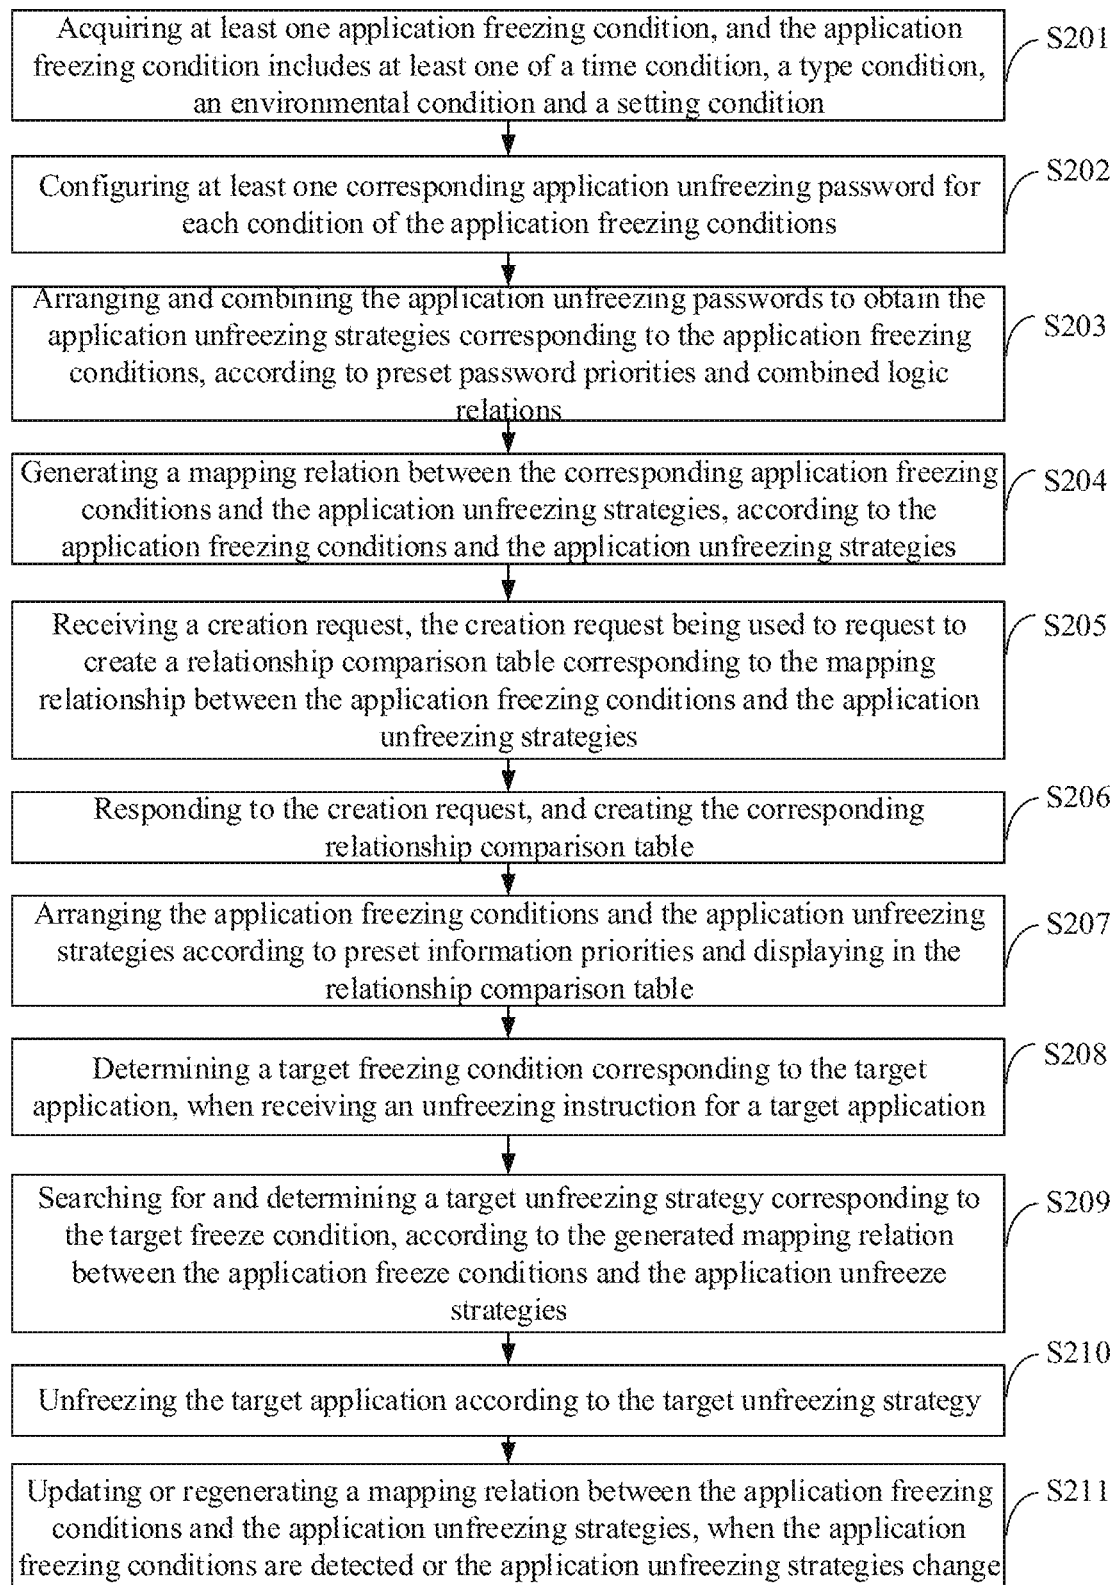 Acquiring at least one application freezing condition, and the application
freezing condition includes at least one of a time condition, a type condition,
an environmental condition and a setting condition
S201
Configuring at least one corresponding application unfreezing password for
each condition of the application freezing conditions
S202
Arranging and combining the application unfreezing passwords to obtain the
application unfreezing strategies corresponding to the application freezing
conditions, according to preset password priorities and combined logic
relations
S203
Generating a mapping relation between the corresponding application freezing
conditions and the application unfreezing strategies, according to the
application freezing conditions and the application unfreezing strategies
S204
Receiving a creation request, the creation request being used to request to
create a relationship comparison table corresponding to the mapping
relationship between the application freezing conditions and the application
unfreezing strategies
S205
Responding to the creation request, and creating the corresponding
relationship comparison table
S206
Arranging the application freezing conditions and the application unfreezing
strategies according to preset information priorities and displaying in the
relationship comparison table
S207
Determining a target freezing condition corresponding to the target
application, when receiving an unfreezing instruction for a target application
S208
Searching for and determining a target unfreezing strategy corresponding to
the target freeze condition, according to the generated mapping relation
between the application freeze conditions and the application unfreeze
strategies
S209
Unfreezing the target application according to the target unfreezing strategy
S210
Updating or regenerating a mapping relation between the application freezing
conditions and the application unfreezing strategies, when the application
freezing conditions are detected or the application unfreezing strategies change
S211